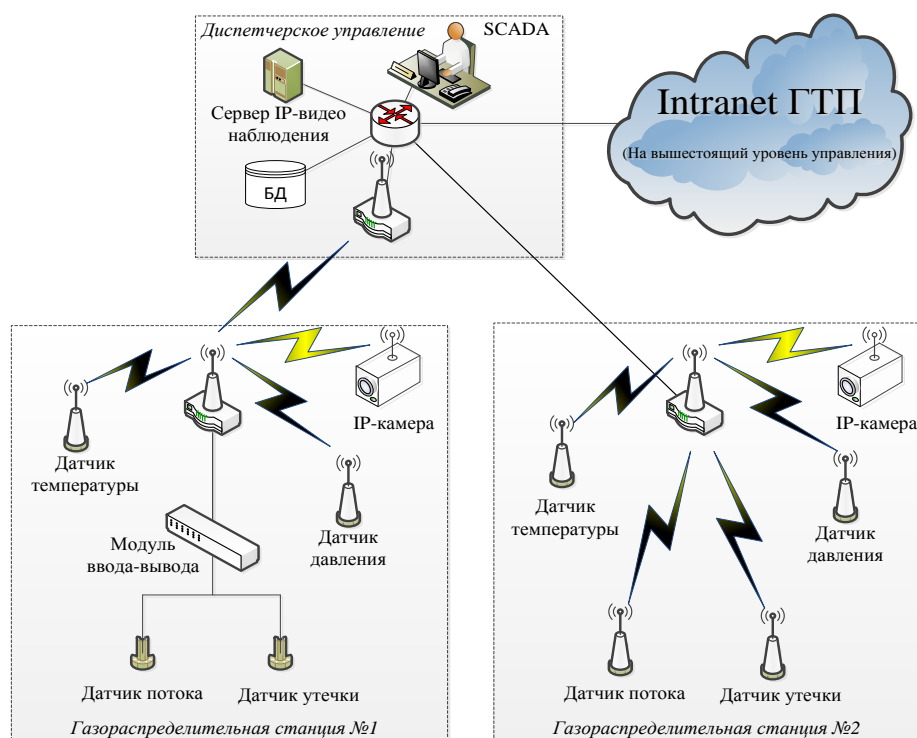 Диспетчерское управление
SCADA
Сервер IP-видео
наблюдения
БД
Intranet ГТП
(На вышестоящий уровень управления)
IP-камера
Датчик
температуры
Датчик
давления
Модуль
ввода-вывода
Датчик потока
Датчик утечки
Газораспределительная станция №1
IP-камера
Датчик
температуры
Датчик
давления
Датчик потока
Датчик утечки
Газораспределительная станция №2